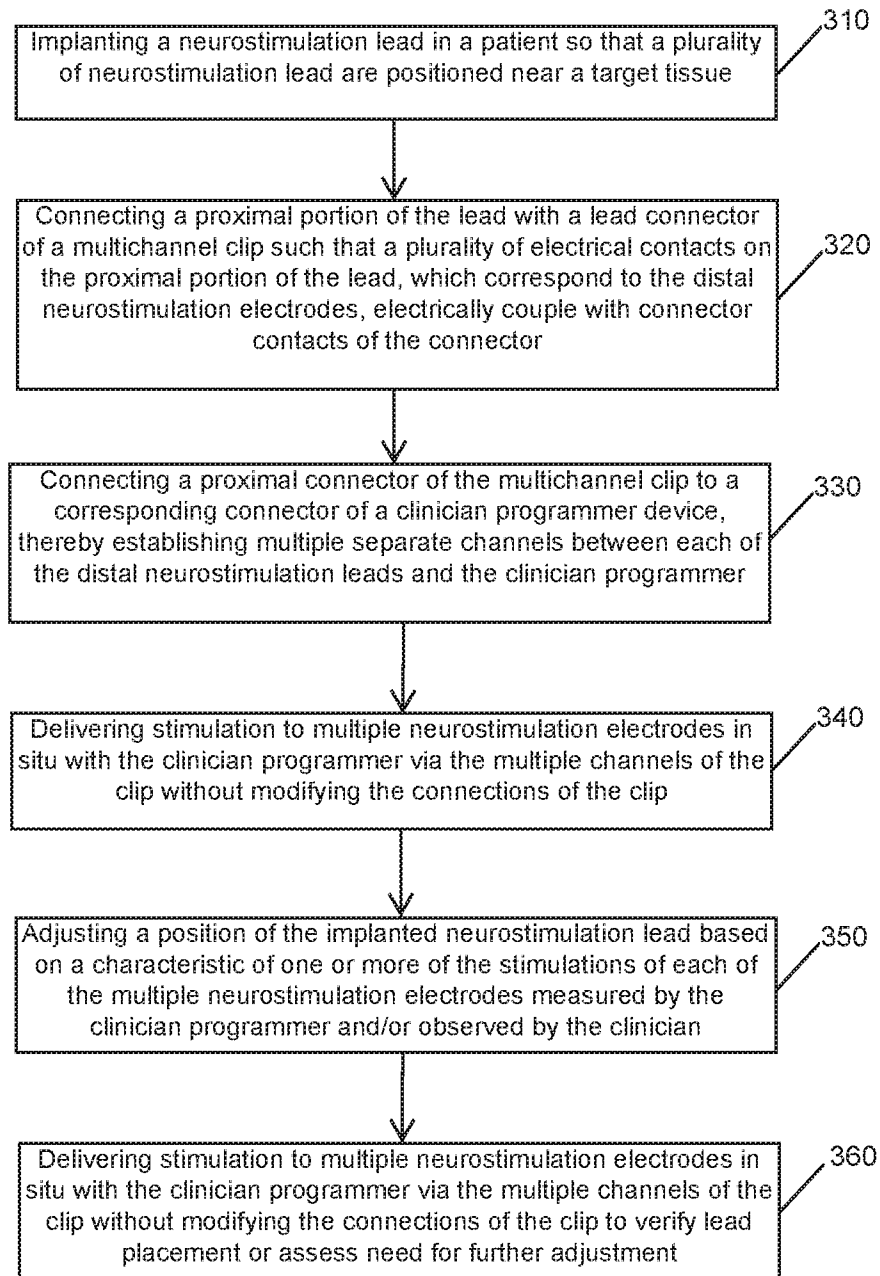 310
Implanting a neurostimulation lead in a patient so that a plurality
of neurostimulation lead are positioned near a target tissue
320
Connecting a proximal portion of the lead with a lead connector
of a multichannel clip such that a plurality of electrical contacts on
the proximal portion of the lead, which correspond to the distal
neurostimulation electrodes, electrically couple with connector
contacts of the connector
330
Connecting a proximal connector of the multichannel clip to a
corresponding connector of a clinician programmer device,
thereby establishing multiple separate channels between each of
the distal neurostimulation leads and the clinician programmer
340
Delivering stimulation to multiple neurostimulation electrodes in
situ with the clinician programmer via the multiple channels of the
clip without modifying the connections of the clip
350
Adjusting a position of the implanted neurostimulation lead based
on a characteristic of one or more of the stimulations of each of
the multiple neurostimulation electrodes measured by the
clinician programmer and/or observed by the clinician
360
Delivering stimulation to multiple neurostimulation electrodes in
situ with the clinician programmer via the multiple channels of
the clip without modifying the connections of the clip to verify lead
placement or assess need for further adjustment